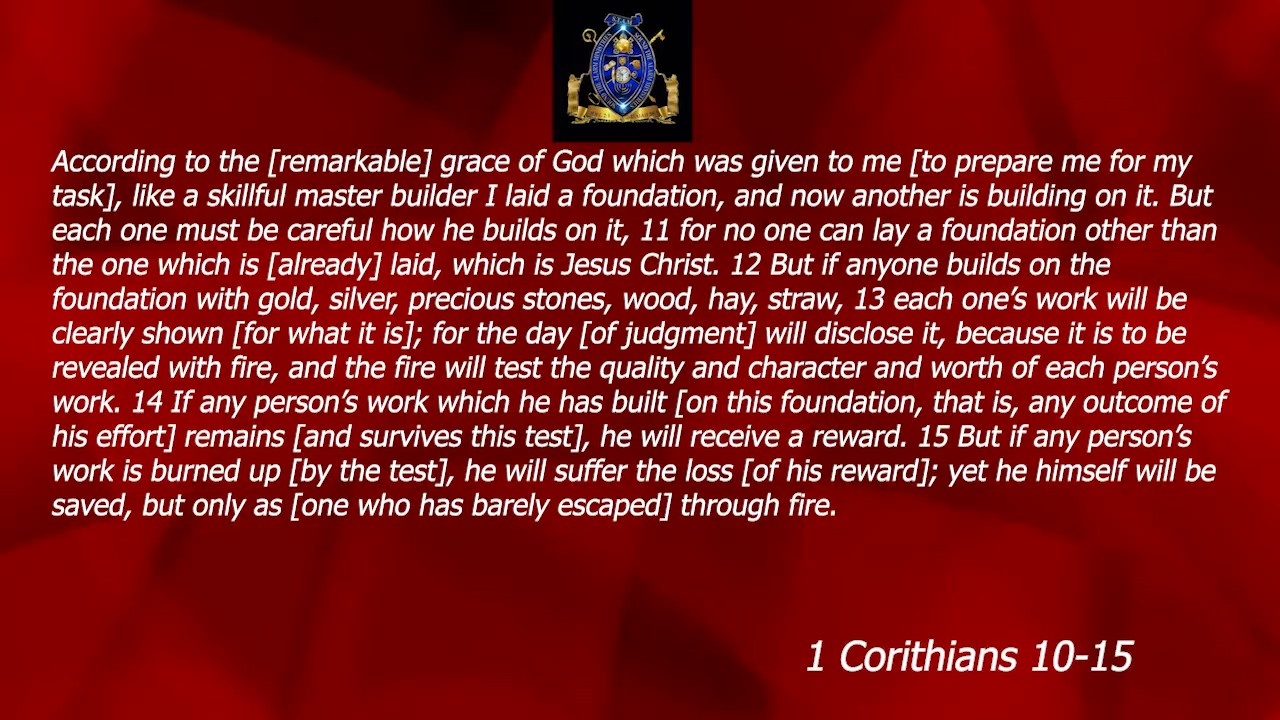 S.T.A.M
SOUND THE ALARM MINISTRIES
According to the [remarkable] grace of God which was given to me [to prepare me for my
task], like a skillful master builder I laid a foundation, and now another is building on it. But
each one must be careful how he builds on it, 11 for no one can lay a foundation other than
the one which is [already] laid, which is Jesus Christ. 12 But if anyone builds on the
foundation with gold, silver, precious stones, wood, hay, straw, 13 each one’s work will be
clearly shown [for what it is]; for the day [of judgment] will disclose it, because it is to be
revealed with fire, and the fire will test the quality and character and worth of each person’s
work. 14 If any person’s work which he has built [on this foundation, that is, any outcome of
his effort] remains [and survives this test], he will receive a reward. 15 But if any person’s
work is burned up [by the test], he will suffer the loss [of his reward]; yet he himself will be
saved, but only as [one who has barely escaped] through fire.
1 Corithians 10-15